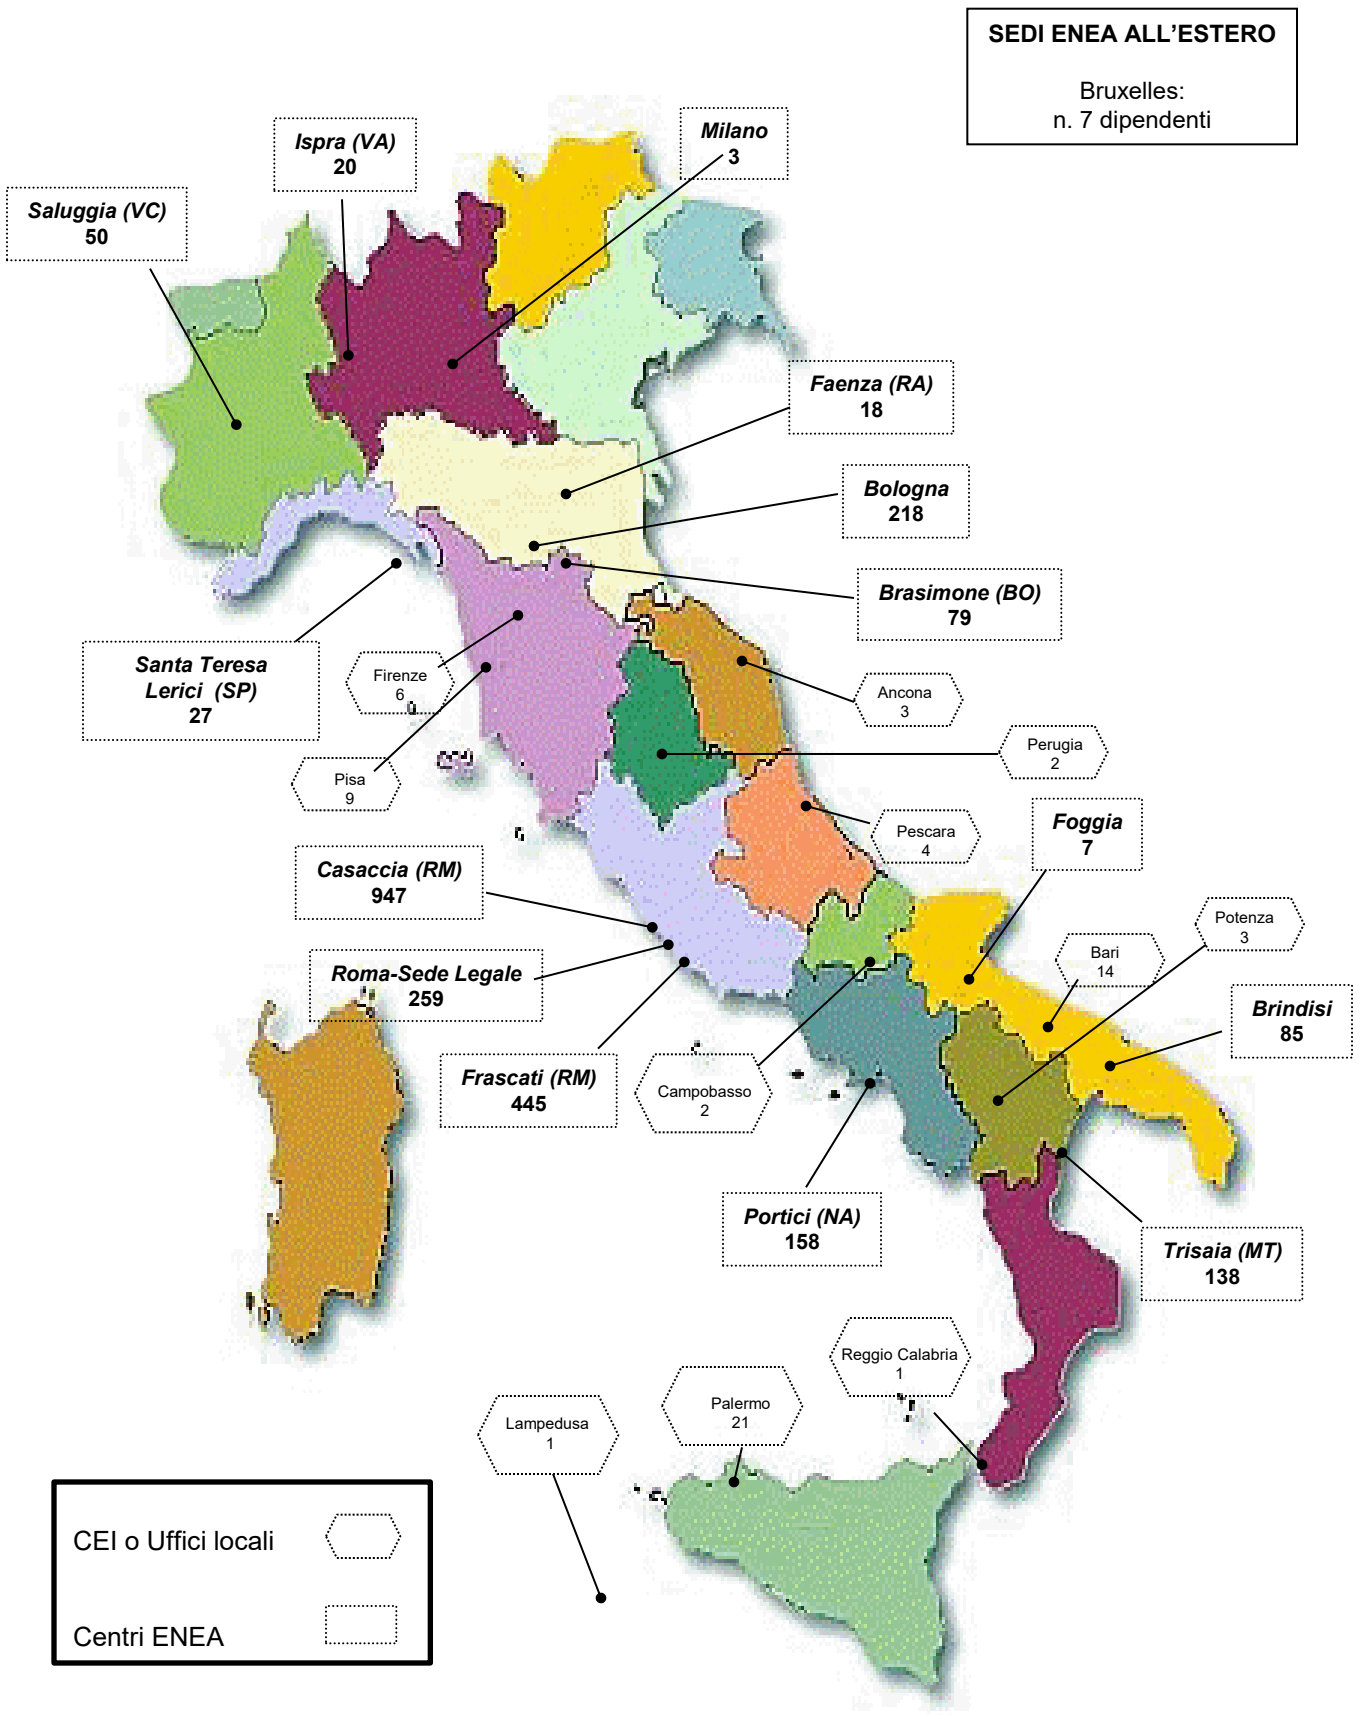 SEDI ENEA ALL'ESTERO
Bruxelles:
n. 7 dipendenti
Milano
3
Ispra (VA)
20
Saluggia (VC)
50
Faenza (RA)
18
Bologna
218
Brasimone (BO)
79
Santa Teresa
Lerici (SP)
27
Firenze
6
Ancona
3
Perugia
2
Pisa
9
Pescara
4
Foggia
7
Casaccia (RM)
947
Potenza
3
Bari
14
Roma-Sede Legale
259
Brindisi
85
Frascati (RM)
445
Campobasso
2
Portici (NA)
158
Trisaia (MT)
138
Reggio Calabria
1
Palermo
21
Lampedusa
1
CEI o Uffici locali
Centri ENEA